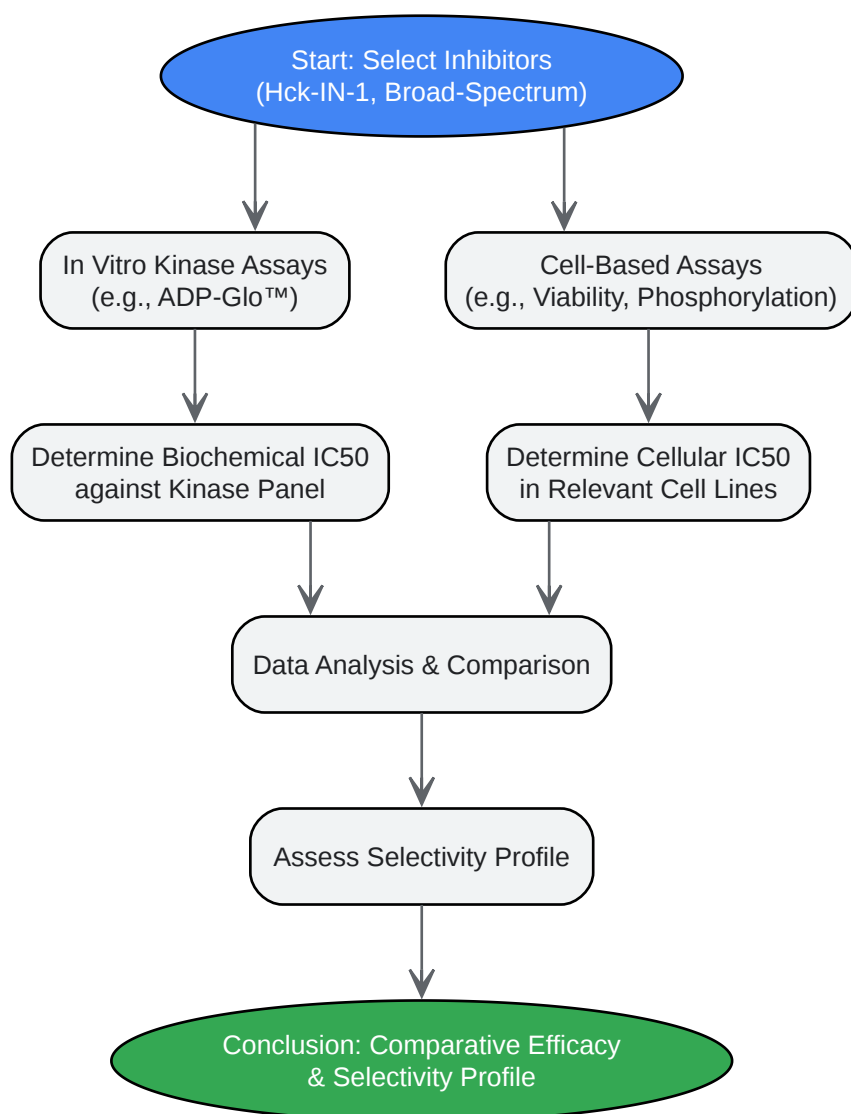 Start: Select Inhibitors
(Hck-IN-1, Broad-Spectrum)
In Vitro Kinase Assays
(e.g., ADP-Glo™)
Cell-Based Assays
(e.g., Viability, Phosphorylation)
Determine Biochemical IC50
against Kinase Panel
Determine Cellular IC50
in Relevant Cell Lines
Data Analysis & Comparison
Assess Selectivity Profile
Conclusion: Comparative Efficacy
& Selectivity Profile